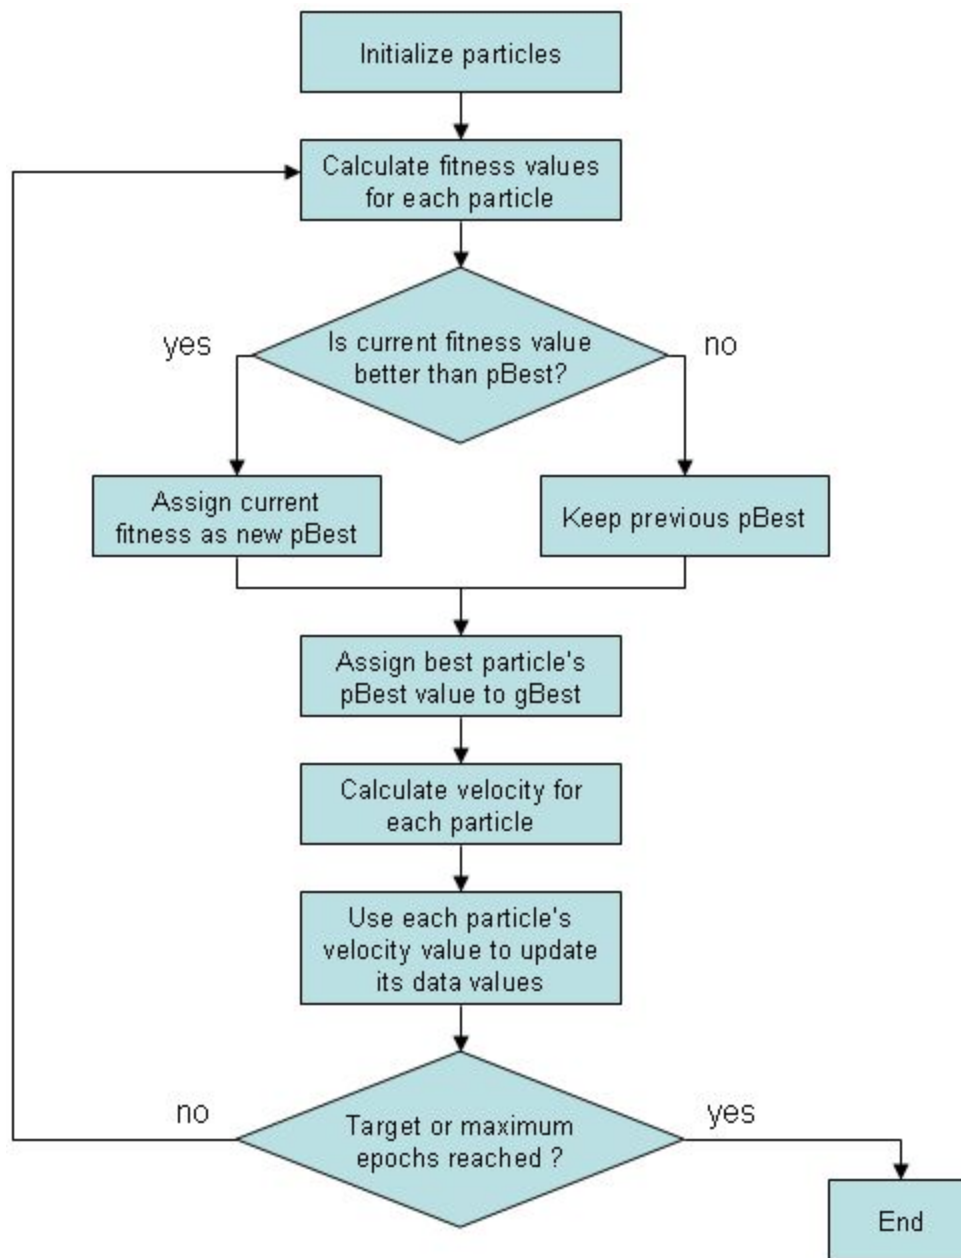 Initialize particles
Calculate fitness values
for each particle
Is current fitness value
better than pBest?
yes
no
Assign current
fitness as new pBest
Keep previous pBest
Assign best particle's
pBest value to gBest
Calculate velocity for
each particle
Use each particle's
velocity value to update
its data values
Target or maximum
epochs reached ?
no
yes
End